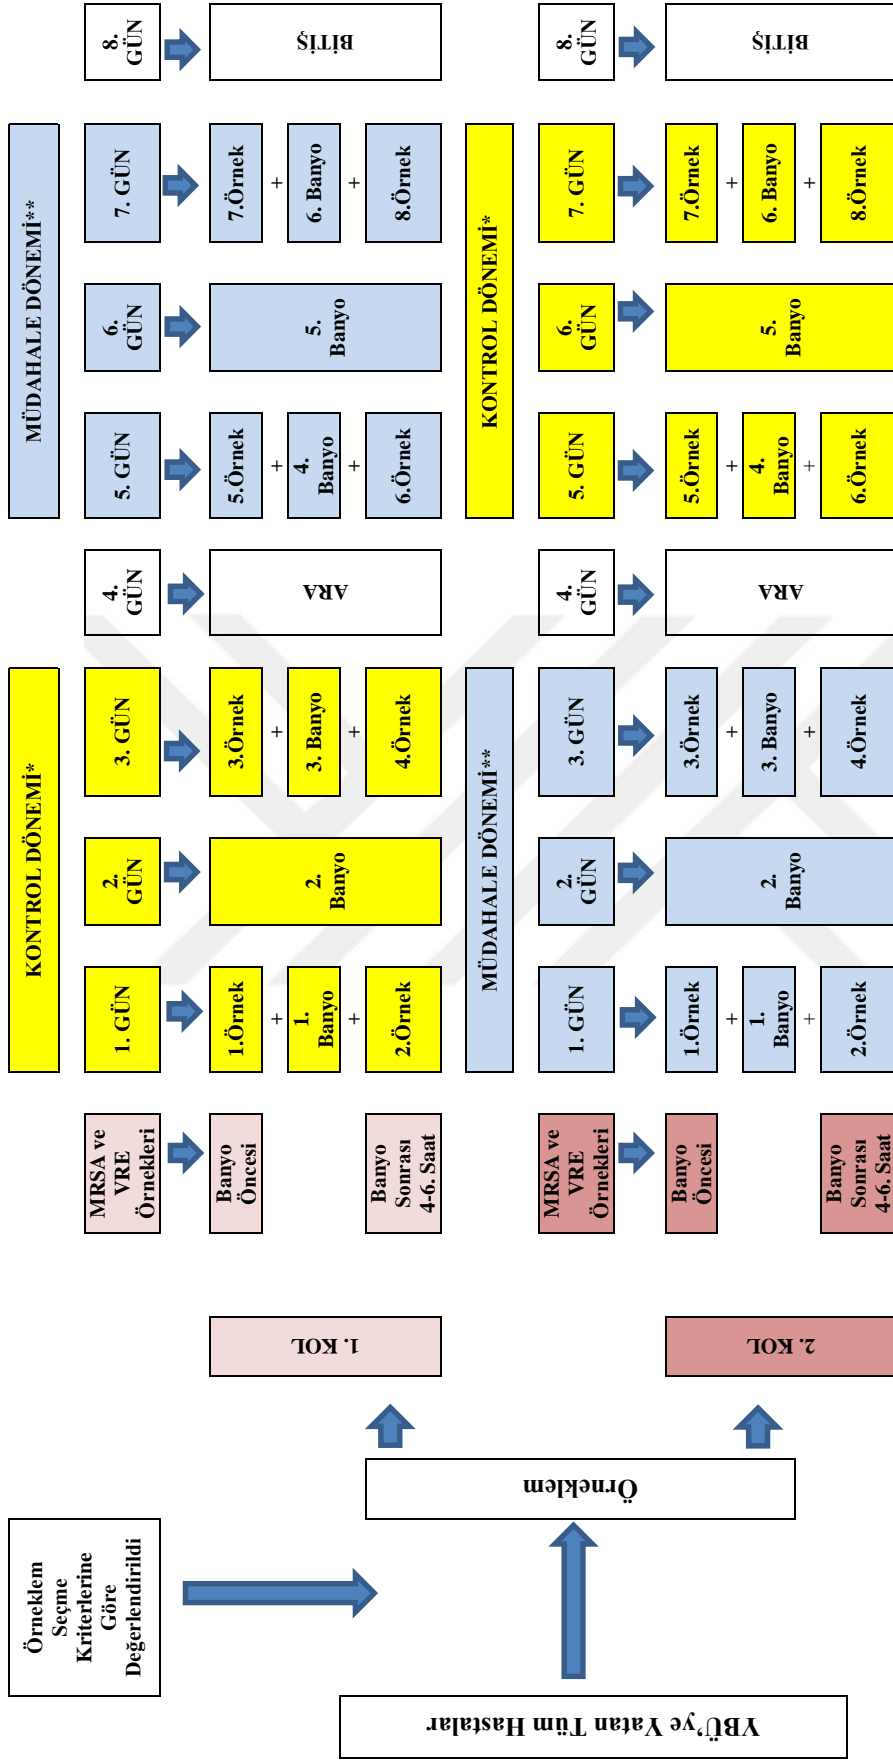 Örneklem
Seçme
Kriterlerine
Göre
Değerlendirildi
YBÜ'ye Yatan Tüm Hastalar
Örneklem
1. KOL
2. KOL
KONTROL DÖNEMİ*
MÜDAHALE DÖNEMİ**
MRSA ve
VRE
Örnekleri
1. GÜN
2.
GÜN
3. GÜN
4.
GÜN
5. GÜN
6.
GÜN
7. GÜN
8.
GÜN
Banyo
Öncesi
Banyo
Sonrası
4-6. Saat
1.Örnek
+
1.
Banyo
+
2.Örnek
2.
Banyo
3.Örnek
+
3. Banyo
+
4.Örnek
ARA
5.Örnek
+
4.
Banyo
+
6.Örnek
5.
Banyo
7.Örnek
+
6. Banyo
+
8.Örnek
BİTİŞ
MÜDAHALE DÖNEMİ**
KONTROL DÖNEMİ*
MRSA ve
VRE
Örnekleri
1. GÜN
2.
GÜN
3. GÜN
4.
GÜN
5. GÜN
6.
GÜN
7. GÜN
8.
GÜN
Banyo
Öncesi
Banyo
Sonrası
4-6. Saat
1.Örnek
+
1.
Banyo
+
2.Örnek
2.
Banyo
3.Örnek
+
3. Banyo
+
4.Örnek
ARA
5.Örnek
+
4.
Banyo
+
6.Örnek
5.
Banyo
7.Örnek
+
6. Banyo
+
8.Örnek
BİTİŞ